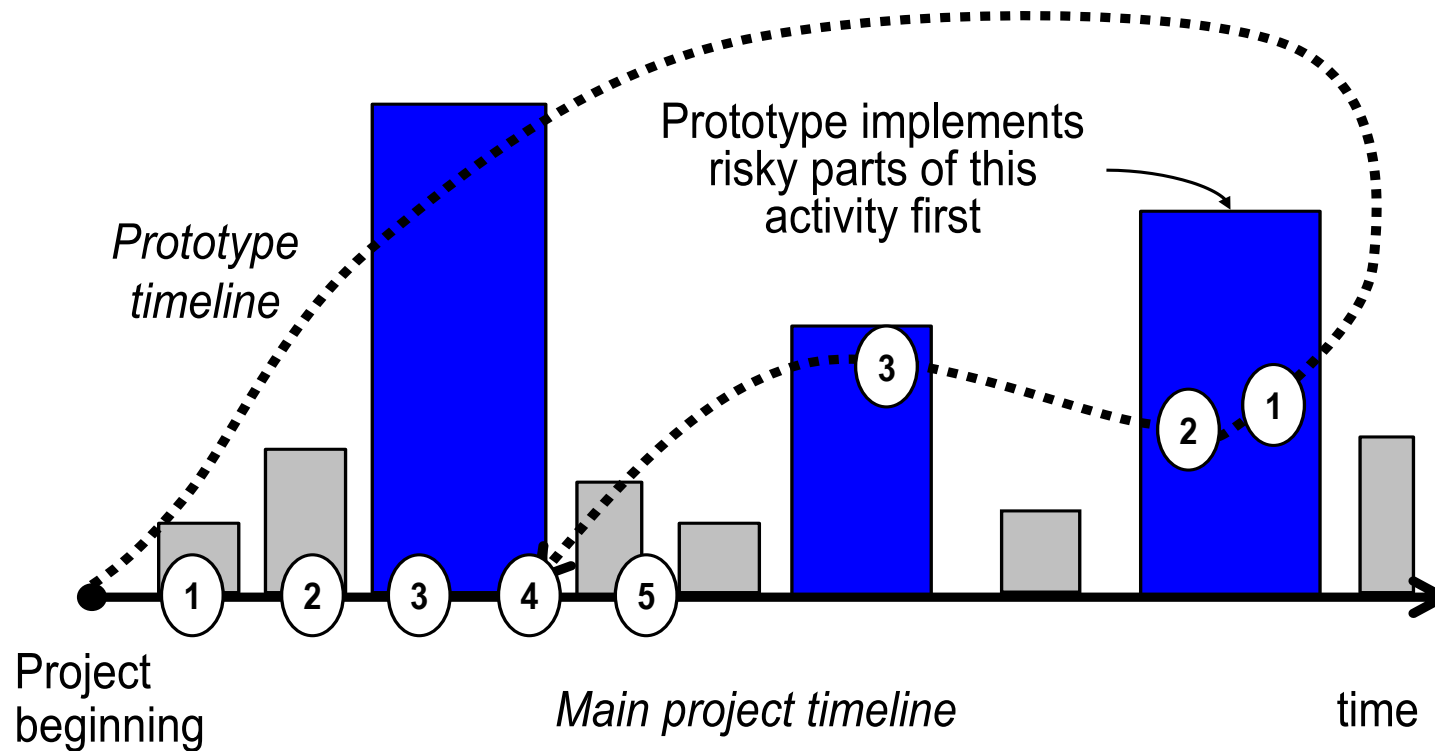 Prototype implements
risky parts of this
activity first
Prototype
timeline
3
2
1
1
2
3
4
5
Project
beginning
Main project timeline
time